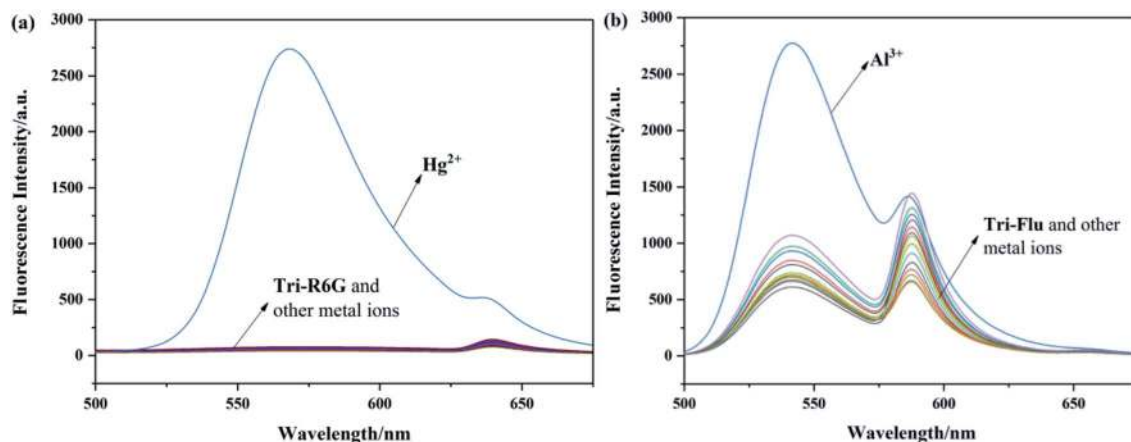 (a)
3000
2500
2000
1500
1000
500
0
Fluorescence Intensity/a.u.
Hg²⁺
Tri-R6G and
other metal ions
500
550
600
650
Wavelength/nm
(b)
3000
2500
2000
1500
1000
500
0
Fluorescence Intensity/a.u.
Al³⁺
Tri-Flu and other
metal ions
500
550
600
650
Wavelength/nm